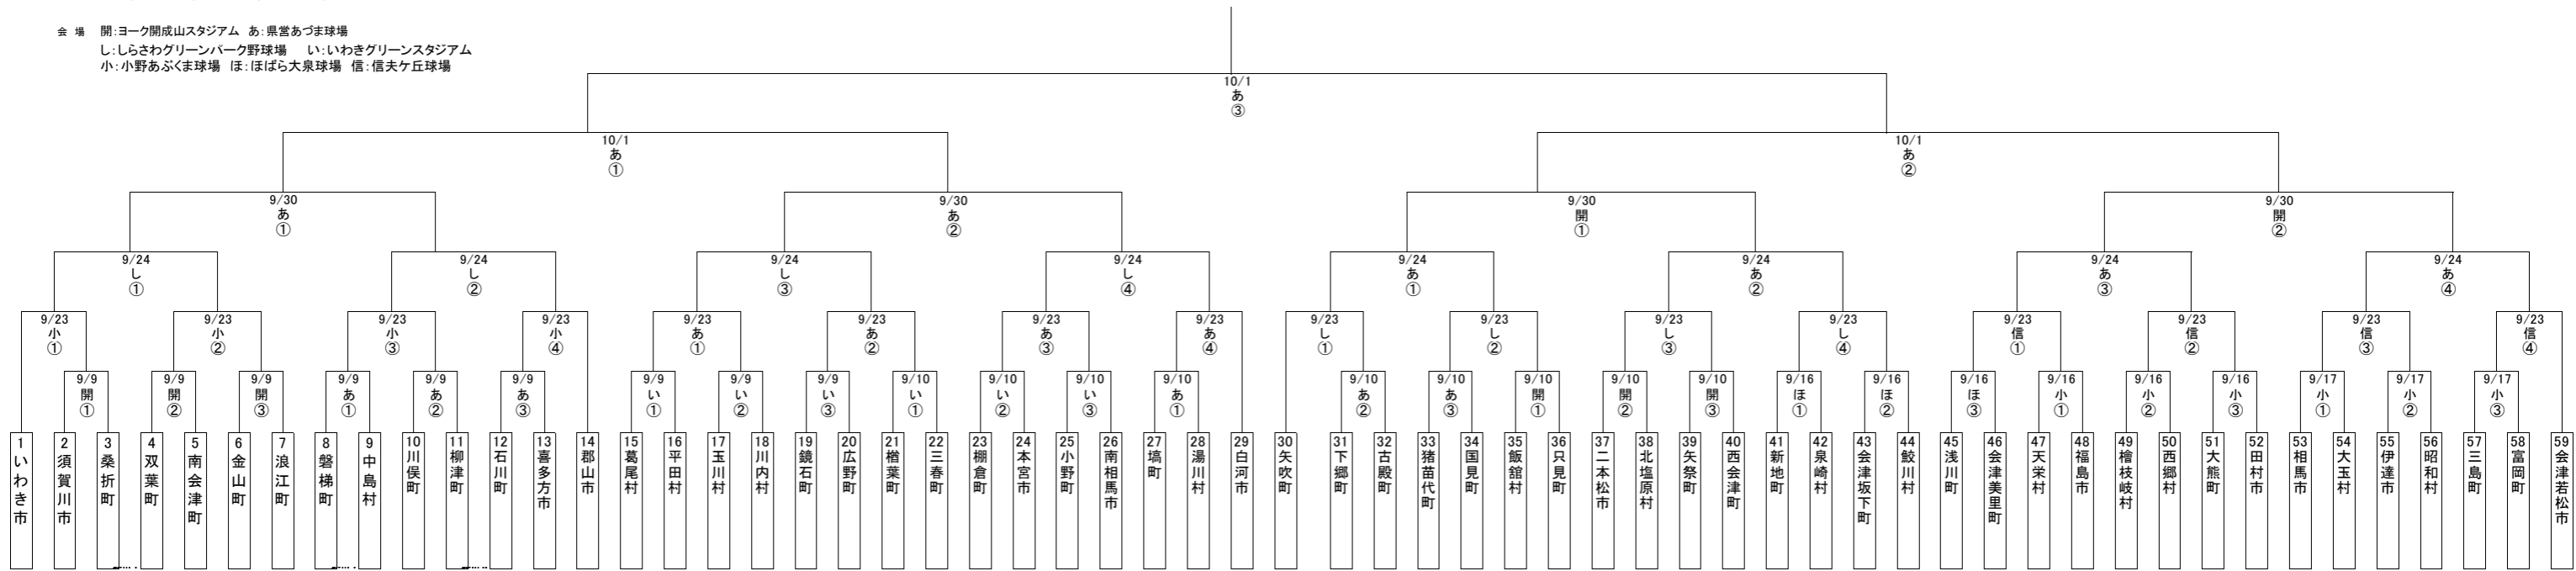 会 場 開:ヨーク開成山スタジアム あ:県営あづま球場
し:しらさわグリーンパーク野球場 い:いわきグリーンスタジアム
小:小野あぶくま球場 ほ:ほばら大泉球場 信:信夫ケ丘球場
10/1
あ
③
10/1
あ
①
10/1
あ
②
9/30
あ
①
9/30
あ
②
9/30
開
①
9/30
開
②
9/24
し
①
9/24
し
②
9/24
し
③
9/24
し
④
9/24
あ
①
9/24
あ
②
9/24
あ
③
9/24
あ
④
9/23
小
①
9/23
小
②
9/23
小
③
9/23
小
④
9/23
あ
①
9/23
あ
②
9/23
あ
③
9/23
あ
④
9/23
し
①
9/23
し
②
9/23
し
③
9/23
し
④
9/23
信
①
9/23
信
②
9/23
信
③
9/23
信
④
9/9
開
①
9/9
開
②
9/9
開
③
9/9
あ
①
9/9
あ
②
9/9
あ
③
9/9
い
①
9/9
い
②
9/9
い
③
9/10
い
①
9/10
い
②
9/10
い
③
9/10
あ
①
9/10
あ
②
9/10
あ
③
9/10
開
①
9/10
開
②
9/10
開
③
9/16
ほ
①
9/16
ほ
②
9/16
ほ
③
9/16
小
①
9/16
小
②
9/16
小
③
9/17
小
①
9/17
小
②
9/17
小
③
1 いわき市
2 須賀川市
3 桑折町
4 双葉町
5 南会津町
6 金山町
7 浪江町
8 磐梯町
9 中島村
10 川俣町
11 柳津町
12 石川町
13 喜多方市
14 郡山市
15 葛尾村
16 平田村
17 玉川村
18 川内村
19 鏡石町
20 広野町
21 楢葉町
22 三春町
23 棚倉町
24 本宮市
25 小野町
26 南相馬市
27 塙町
28 湯川村
29 白河市
30 矢吹町
31 下郷町
32 古殿町
33 猪苗代町
34 国見町
35 飯舘村
36 只見町
37 二本松市
38 北塩原村
39 矢祭町
40 西会津町
41 新地町
42 泉崎村
43 会津坂下町
44 鮫川村
45 浅川町
46 会津美里町
47 天栄村
48 福島市
49 檜枝岐村
50 西郷村
51 大熊町
52 田村市
53 相馬市
54 大玉村
55 伊達市
56 昭和村
57 三島町
58 富岡町
59 会津若松市